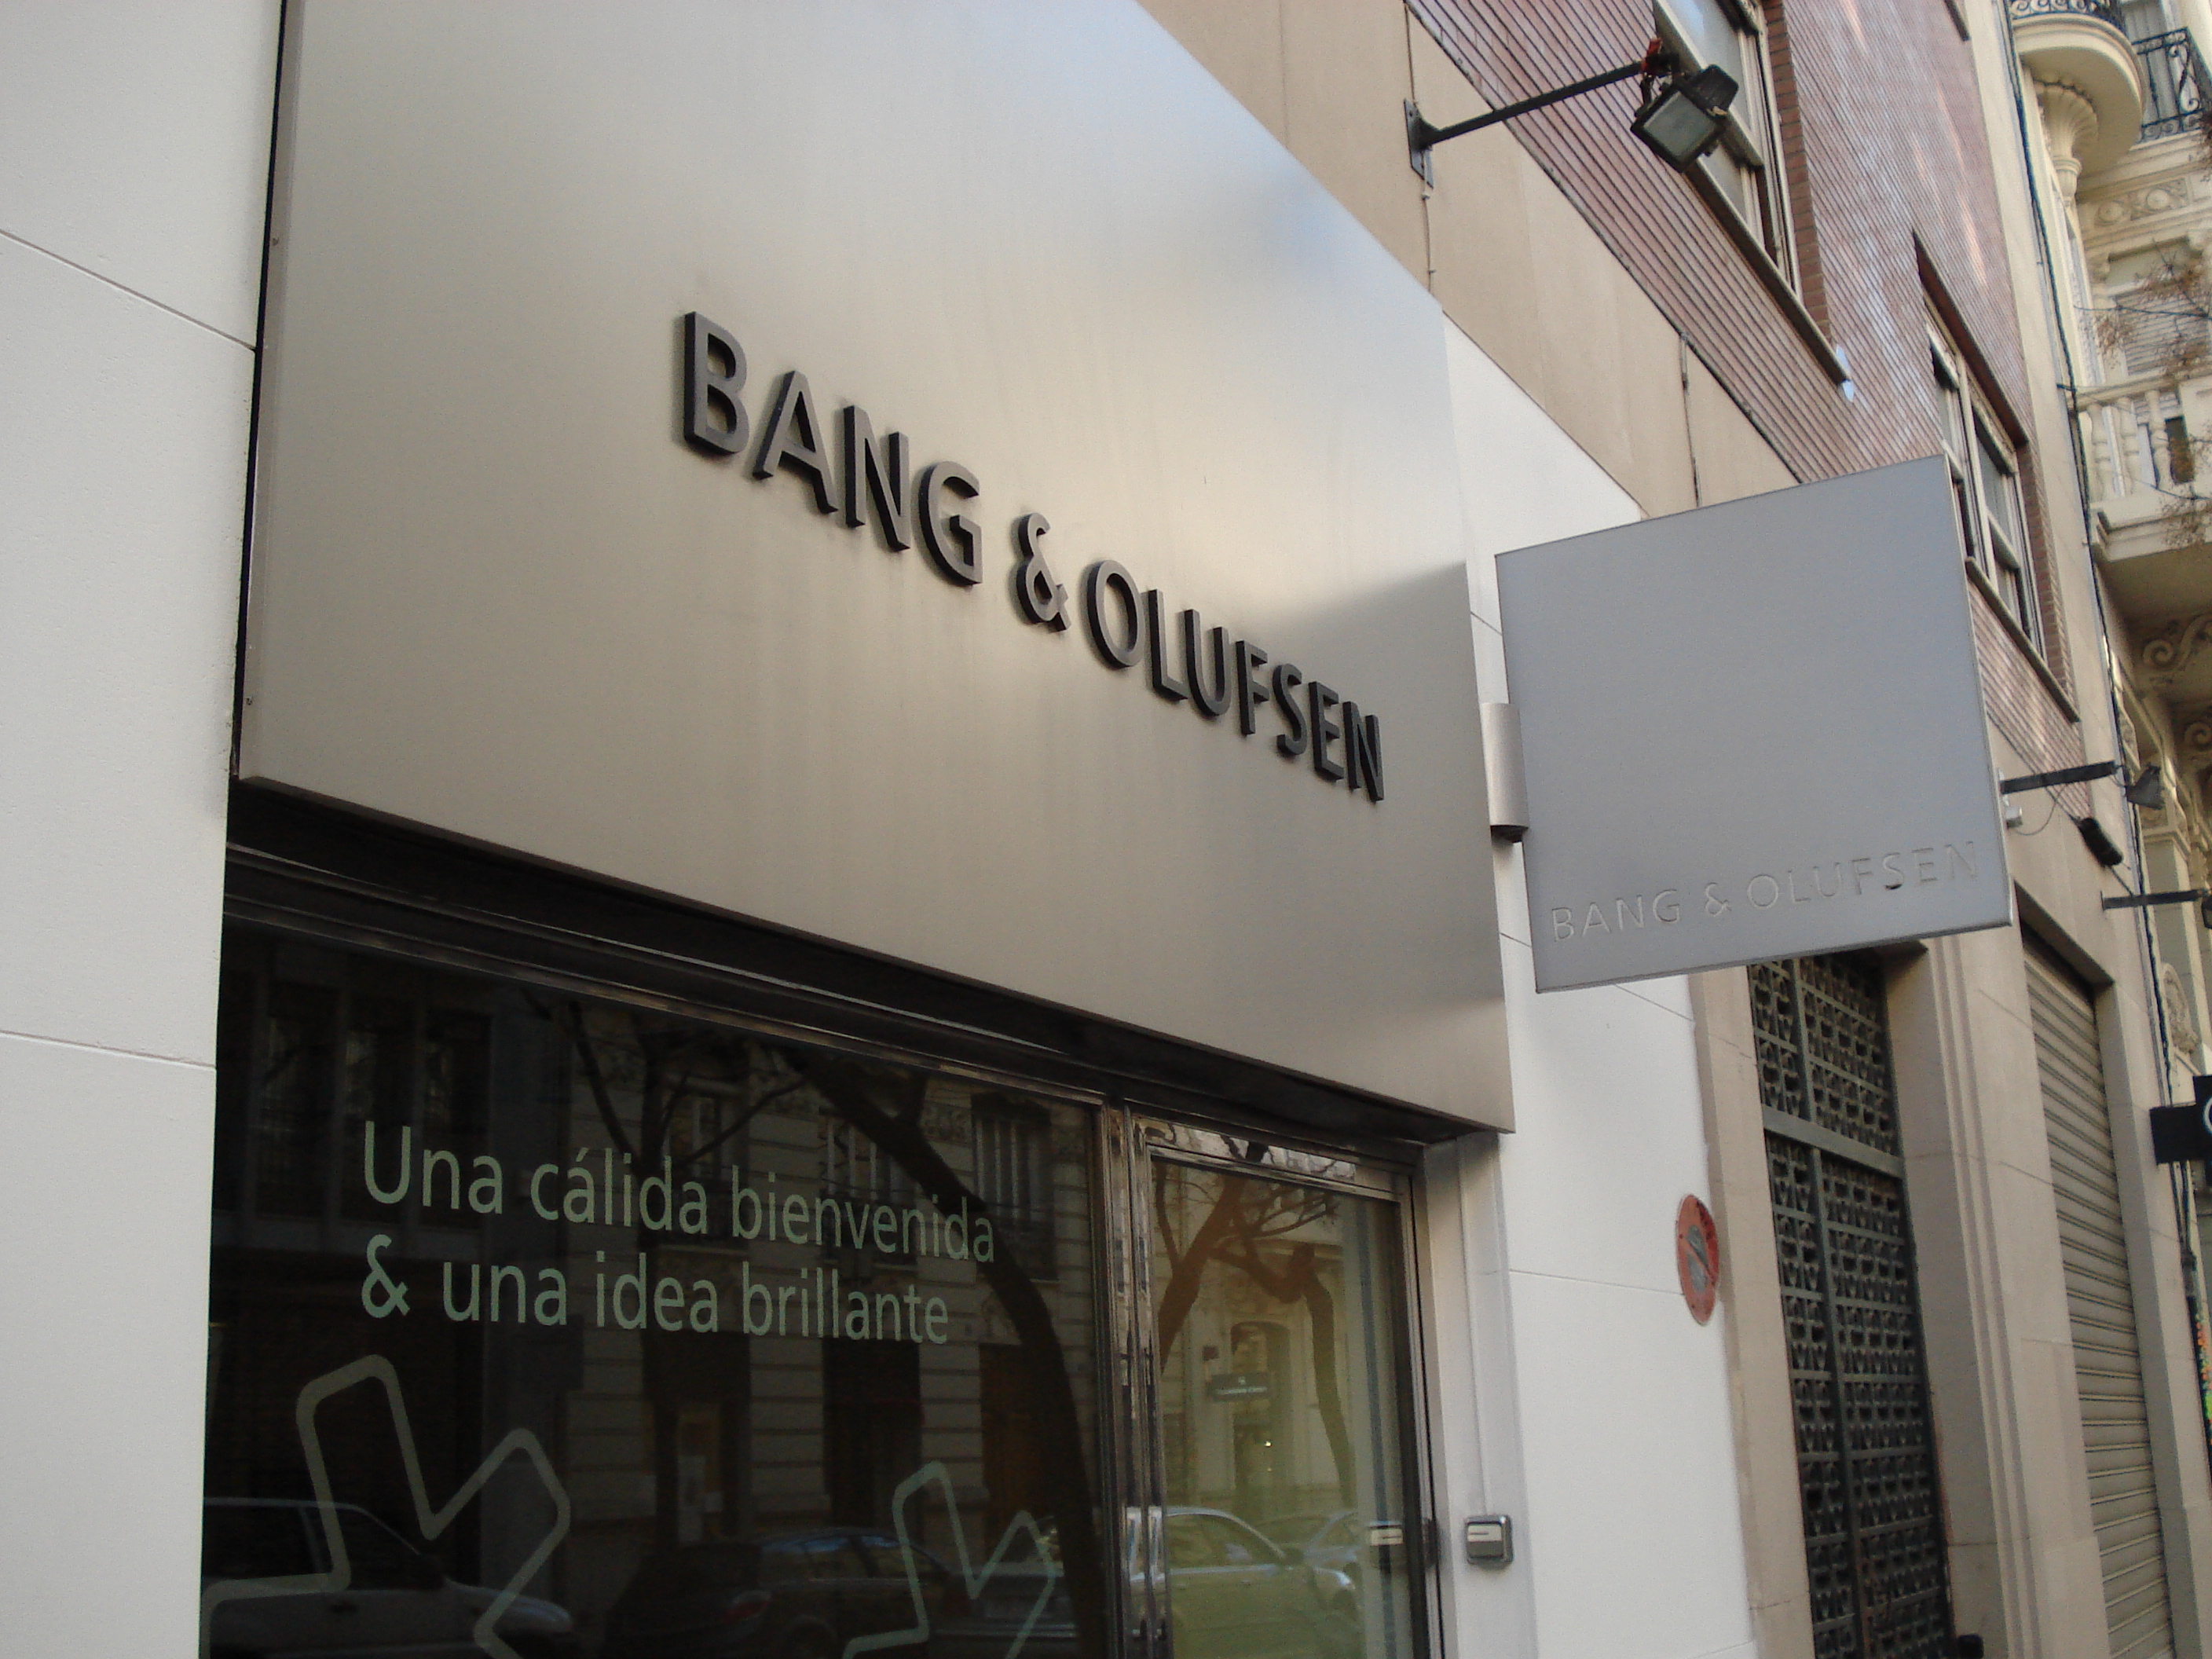 BANG & OLUFSEN
BANG & OLUFSEN
Una cálida bienvenida
& una idea brillante